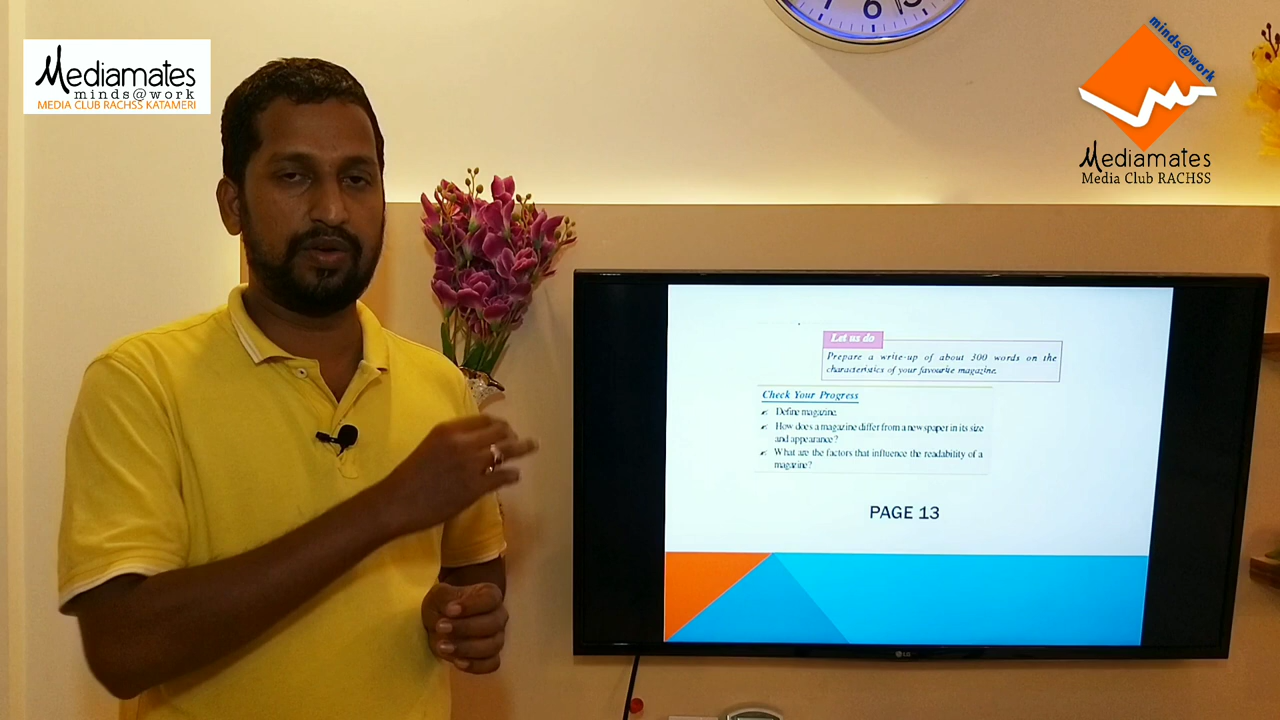 Mediamates
minds@work
MEDIA CLUB RACHSS KATAMERI
6
minds@work
Mediamates
Media Club RACHSS
Let us do
Prepare a write-up of about 300 words on the
characteristics of your favourite magazine.
Check Your Progress
Define magazine.
How does a magazine differ from a newspaper in its size
and appearance?
What are the factors that influence the readability of a
magazine?
PAGE 13
LG